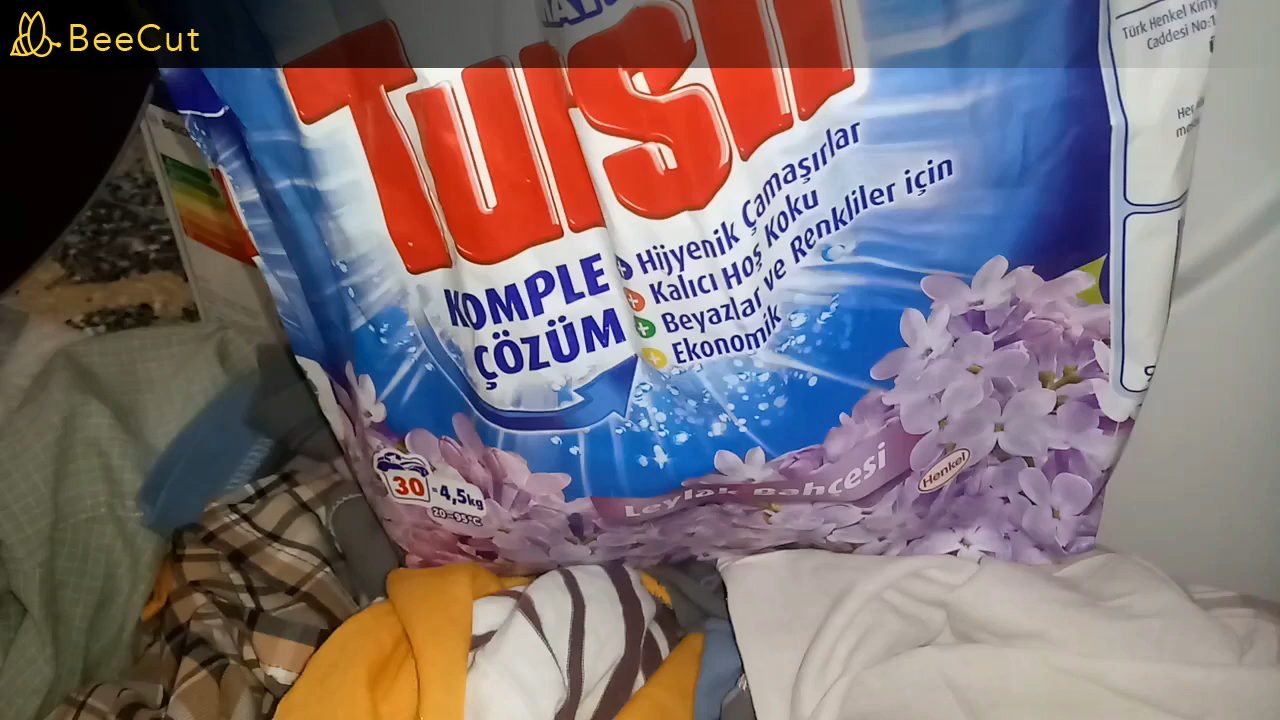 BeeCut
Tursil
KOMPLE
ÇÖZÜM
Hijyenik Çamaşırlar
Kalıcı Hoş Koku
Beyazlar ve Renkliler için
Ekonomik
30 = 4,5kg
20-95°C
Leylak Bahçesi
Henkel
Türk Henkel
Caddesi No:1